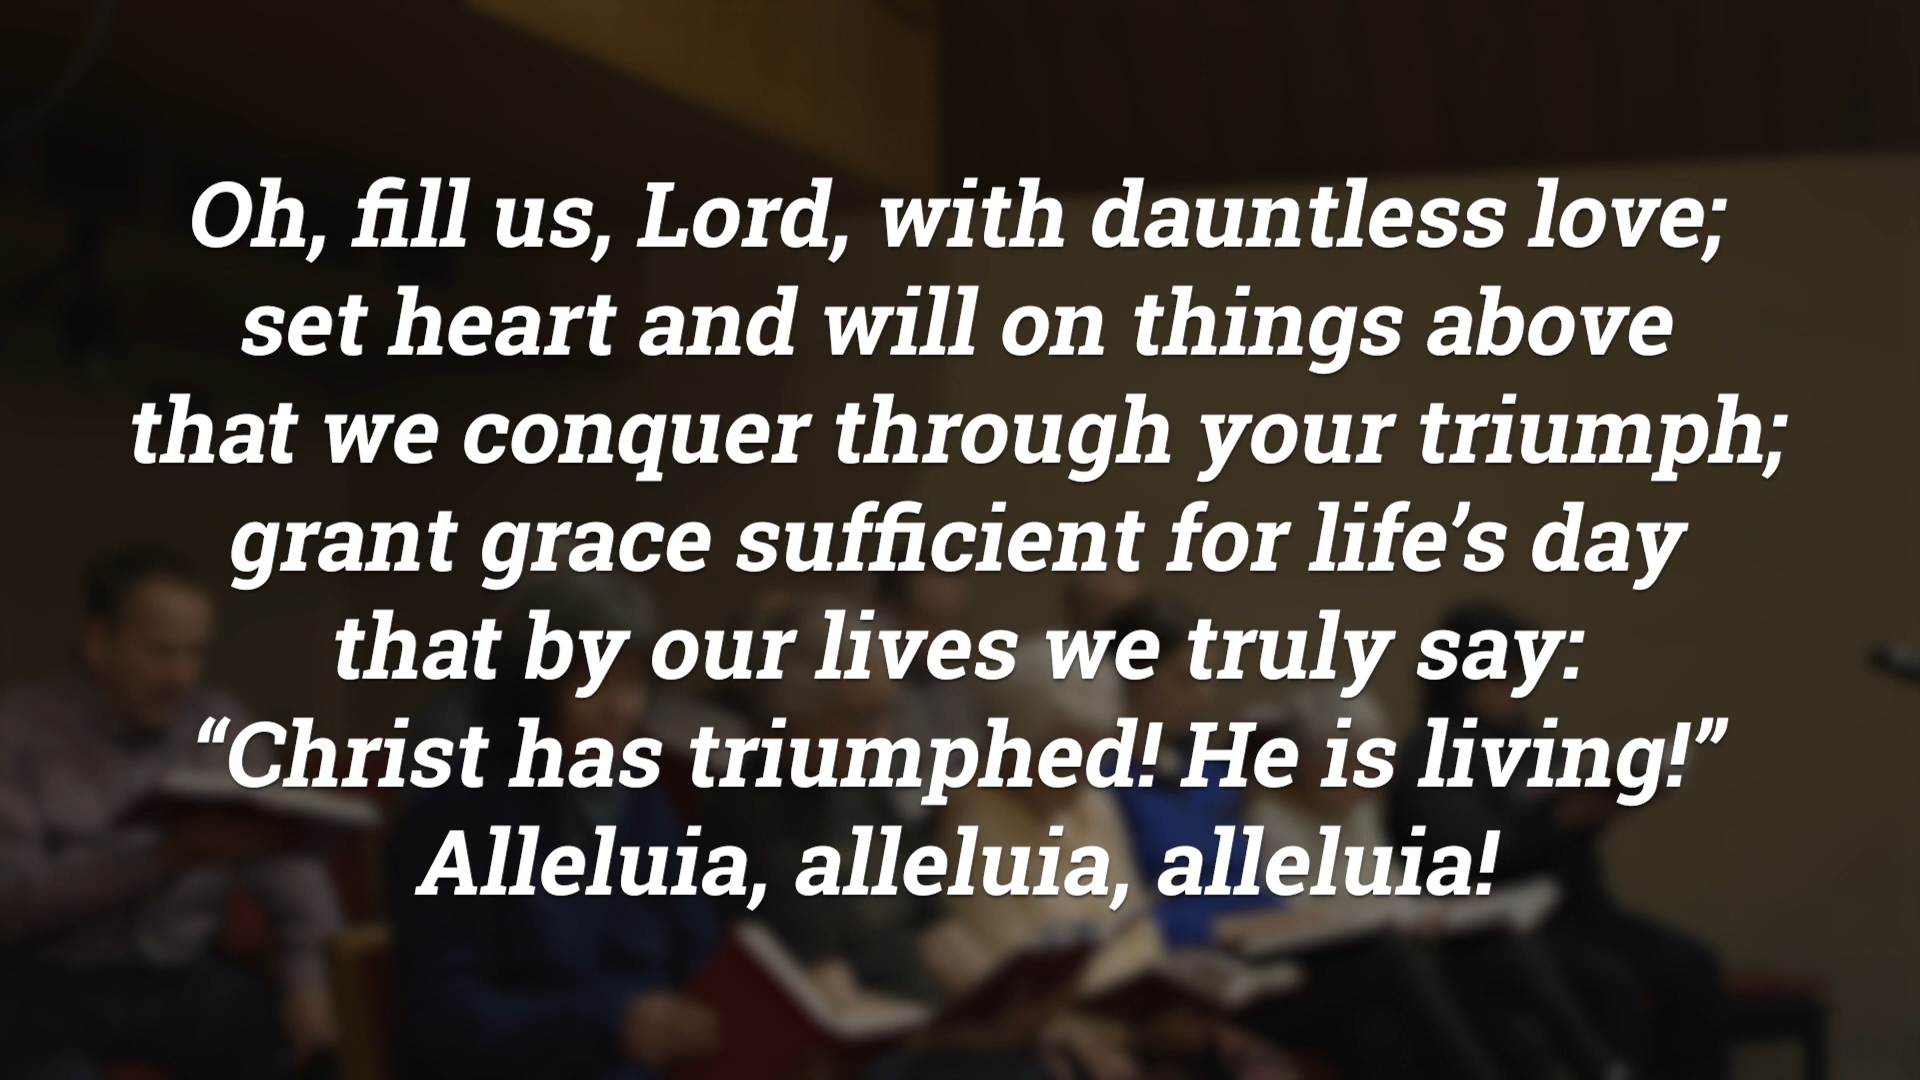 Oh, fill us, Lord, with dauntless love;
set heart and will on things above
that we conquer through your triumph;
grant grace sufficient for life’s day
that by our lives we truly say:
“Christ has triumphed! He is living!”
Alleluia, alleluia, alleluia!